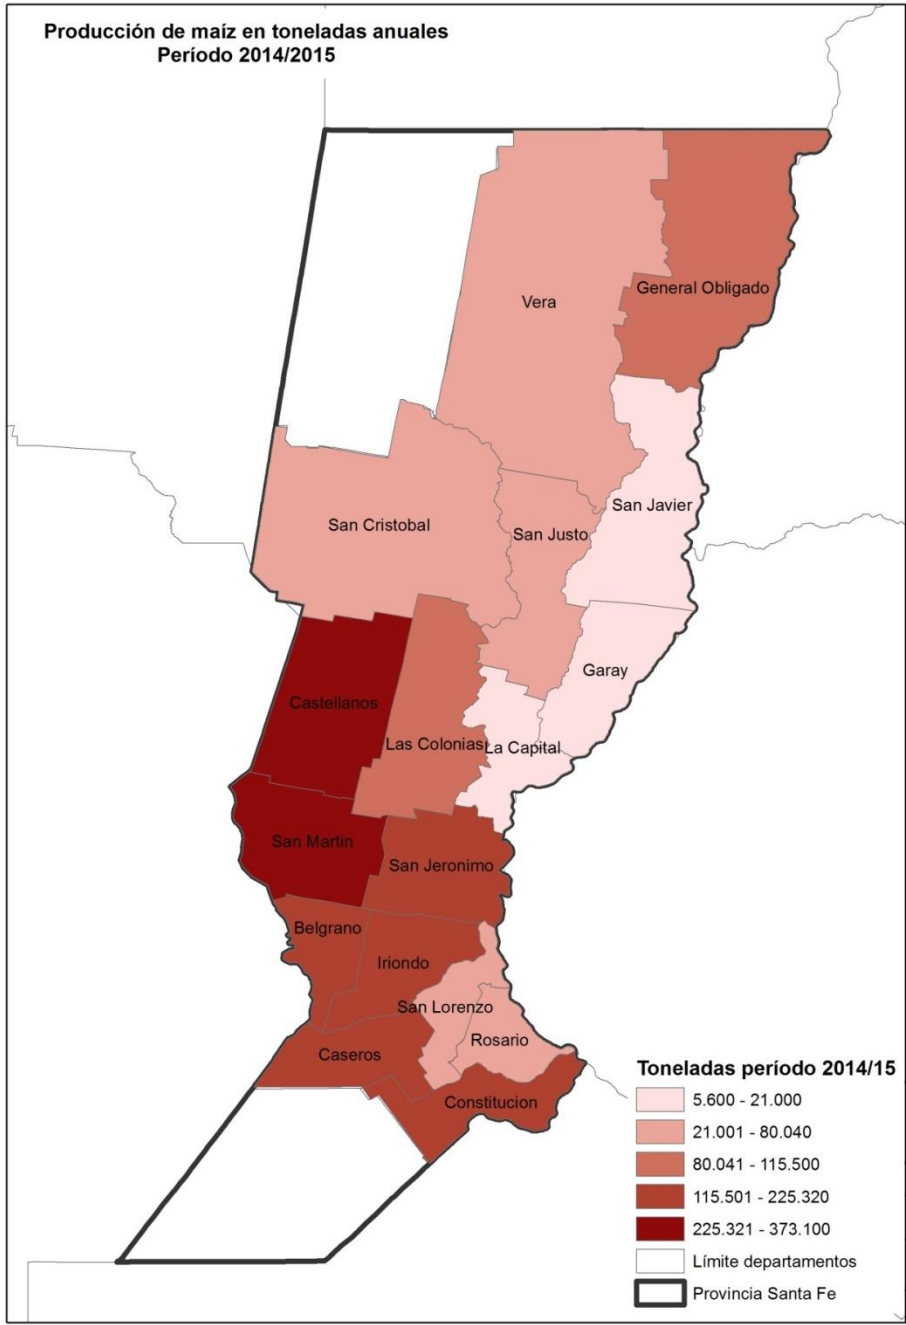 Producción de maíz en toneladas anuales
Período 2014/2015
General Obligado
Vera
San Javier
San Cristobal
San Justo
Garay
Castellanos
Las Colonias
La Capital
San Martin
San Jeronimo
Belgrano
Iriondo
San Lorenzo
Rosario
Caseros
Constitucion
Toneladas período 2014/15
5.600 - 21.000
21.001 - 80.040
80.041 - 115.500
115.501 - 225.320
225.321 - 373.100
Límite departamentos
Provincia Santa Fe